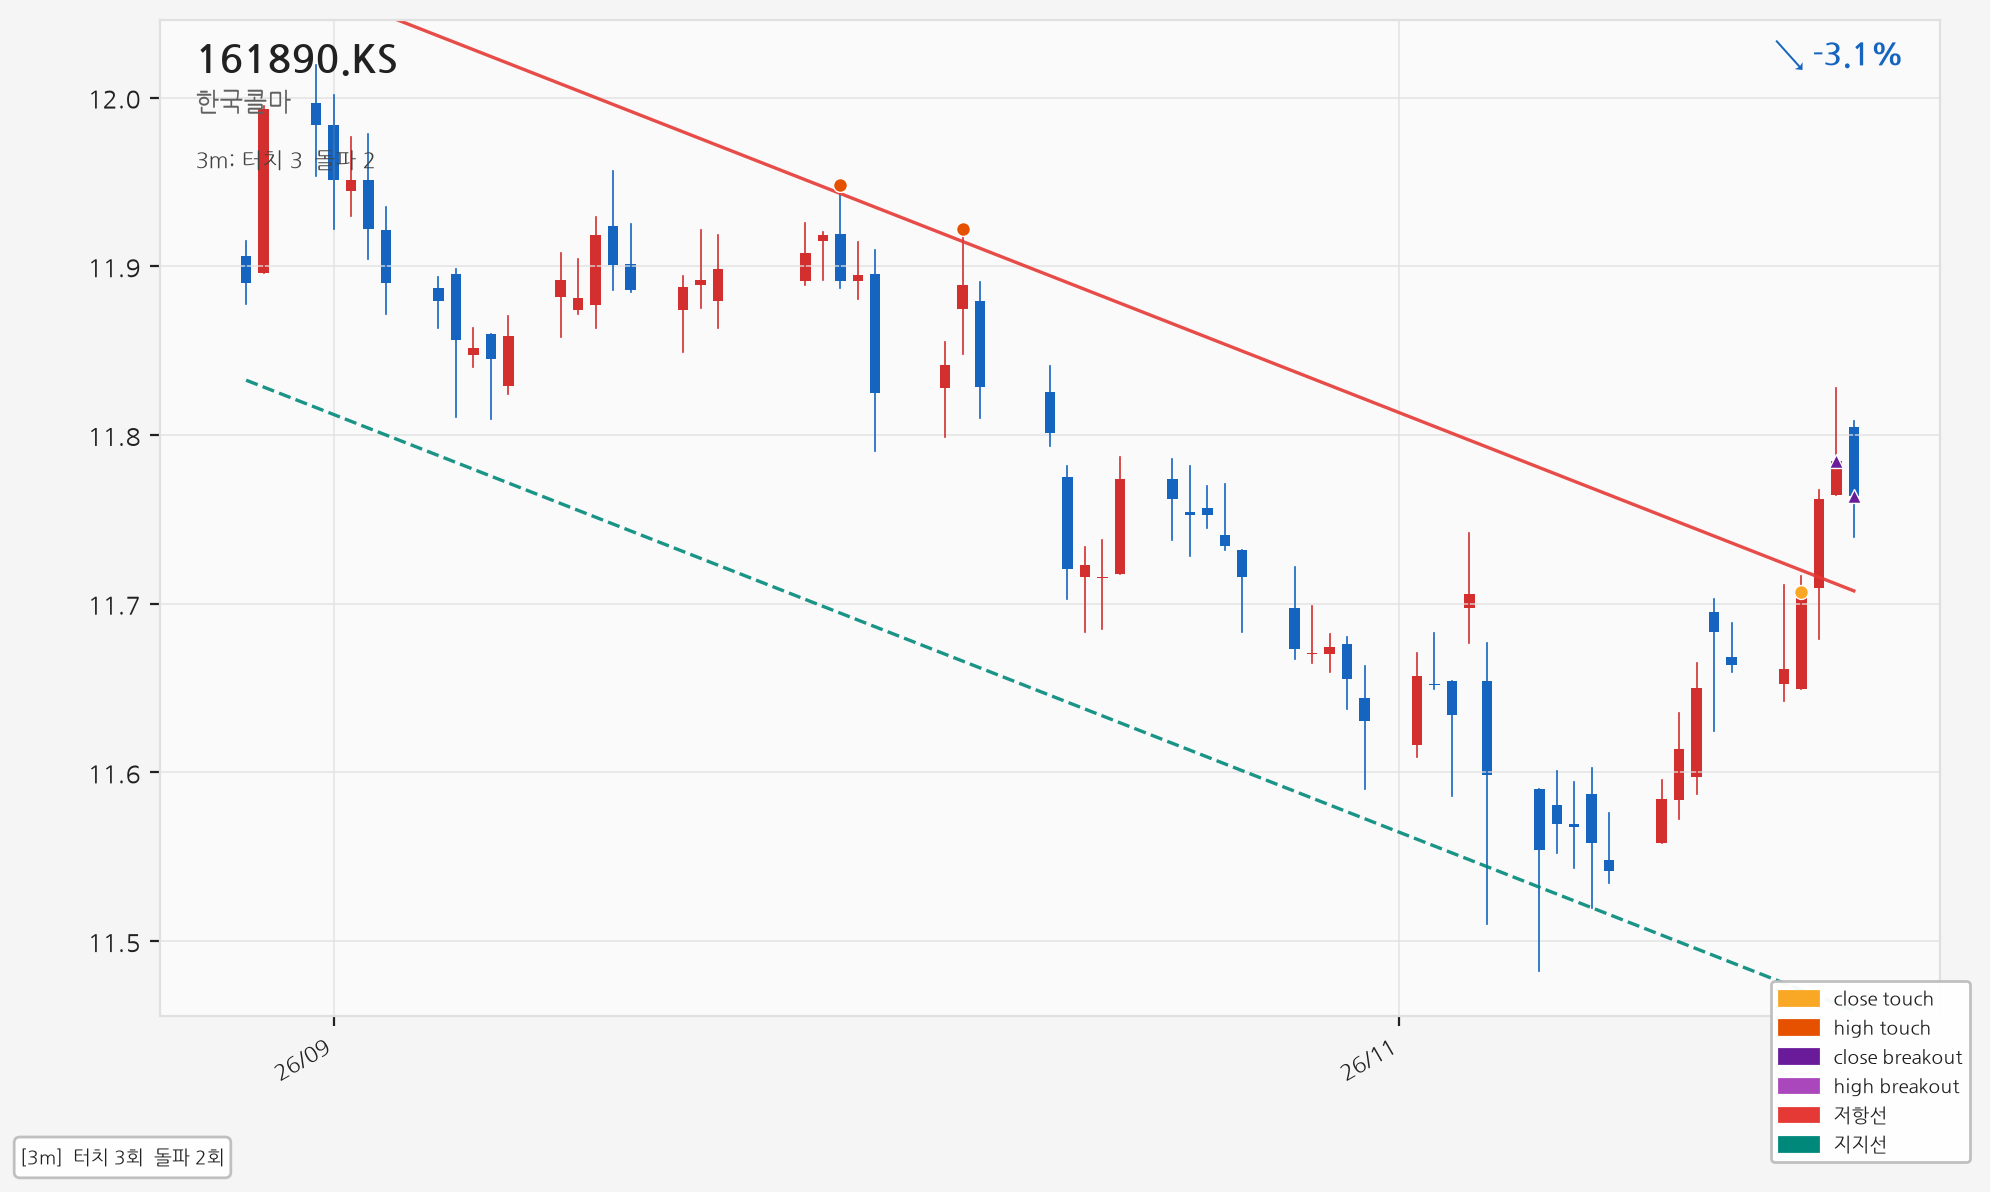 161890.KS
한국콜마
3m: 터치 3  돌파 2
-3.1%
12.0
11.9
11.8
11.7
11.6
11.5
26/09
26/11
close touch
high touch
close breakout
high breakout
저항선
지지선
[3m]  터치 3회  돌파 2회